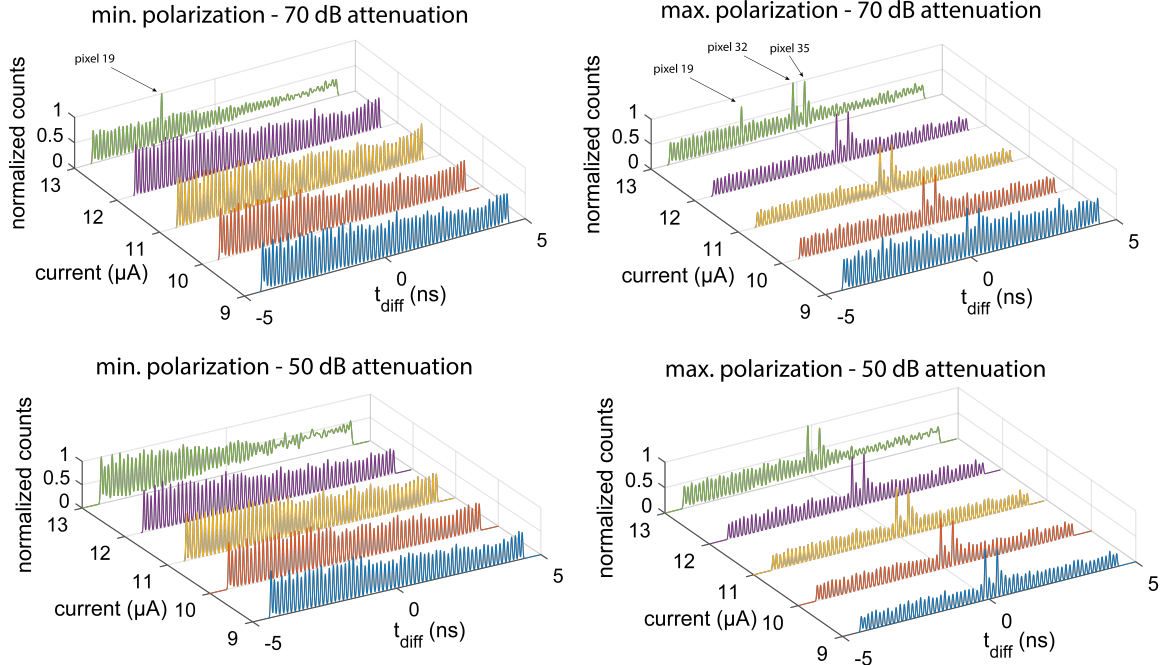 min. polarization - 70 dB attenuation
pixel 19
normalized counts
1
0.5
0
13
12
11
10
9
current (µA)
-5
0
5
t_diff (ns)
max. polarization - 70 dB attenuation
pixel 32
pixel 35
pixel 19
normalized counts
1
0.5
0
13
12
11
10
9
current (µA)
-5
0
5
t_diff (ns)
min. polarization - 50 dB attenuation
normalized counts
1
0.5
0
13
12
11
10
9
current (µA)
-5
0
5
t_diff (ns)
max. polarization - 50 dB attenuation
normalized counts
1
0.5
0
13
12
11
10
9
current (µA)
-5
0
5
t_diff (ns)